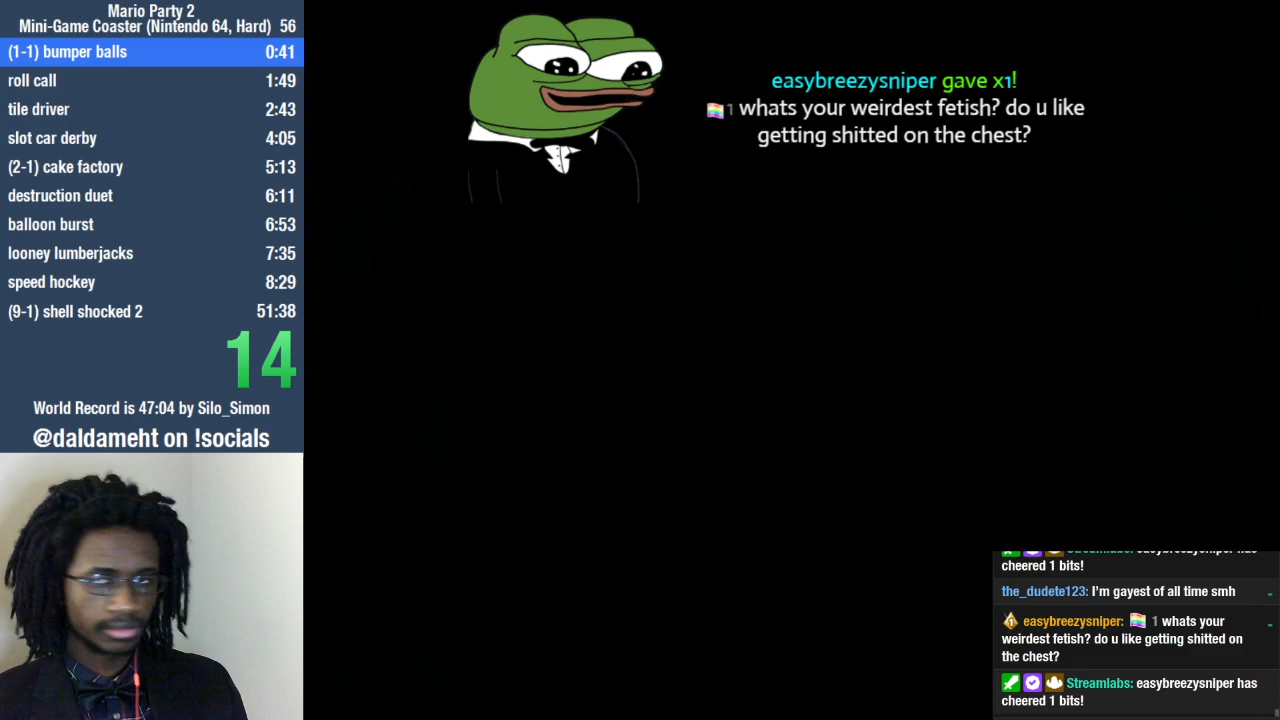 Mario Party 2
Mini-Game Coaster (Nintendo 64, Hard) 56
(1-1) bumper balls 0:41
roll call 1:49
tile driver 2:43
slot car derby 4:05
(2-1) cake factory 5:13
destruction duet 6:11
balloon burst 6:53
looney lumberjacks 7:35
speed hockey 8:29
(9-1) shell shocked 2 51:38
14
World Record is 47:04 by Silo_Simon
@daldameht on !socials
easybreezysniper gave x1!
1 whats your weirdest fetish? do u like
getting shitted on the chest?
Streamlabs: easybreezysniper has
cheered 1 bits!
the_dudete123: I'm gayest of all time smh
1 easybreezysniper: 1 whats your
weirdest fetish? do u like getting shitted on
the chest?
Streamlabs: easybreezysniper has
cheered 1 bits!